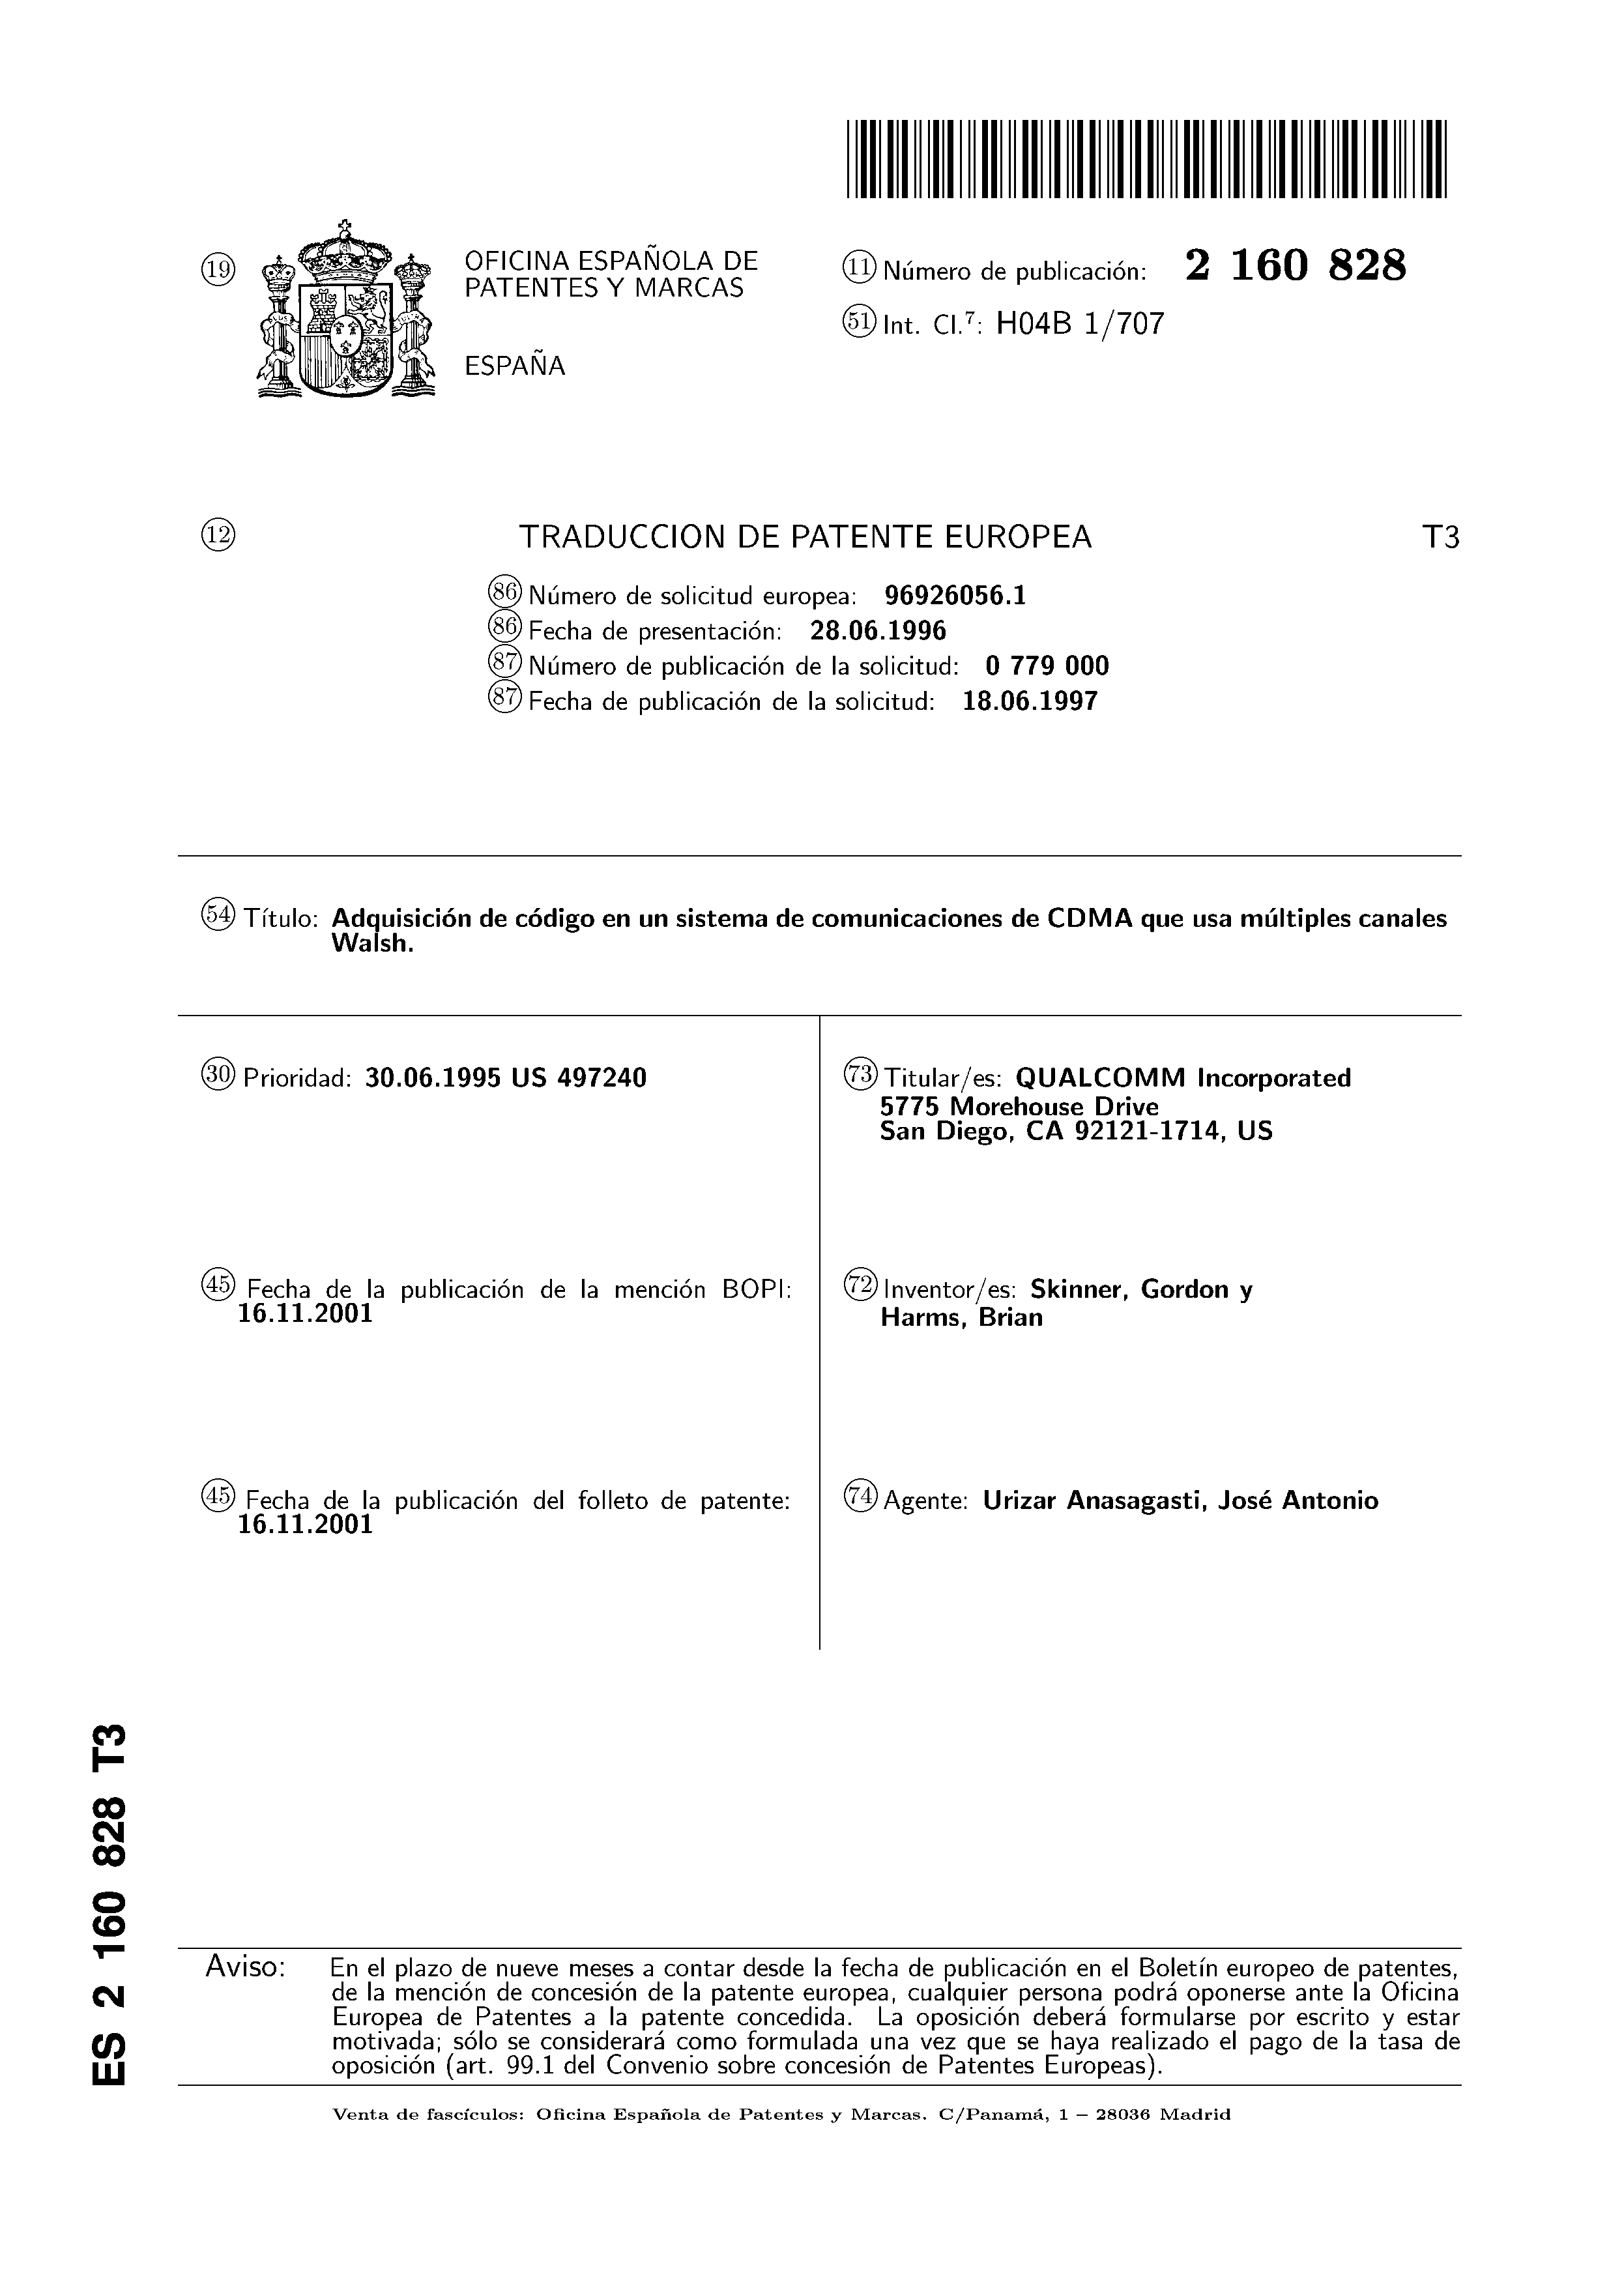 19
OFICINA ESPAÑOLA DE
PATENTES Y MARCAS
ESPAÑA
11 Número de publicación: 2 160 828
51 Int. Cl.7: H04B 1/707
12 TRADUCCION DE PATENTE EUROPEA T3
86 Número de solicitud europea: 96926056.1
86 Fecha de presentación: 28.06.1996
87 Número de publicación de la solicitud: 0 779 000
87 Fecha de publicación de la solicitud: 18.06.1997
54 Título: Adquisición de código en un sistema de comunicaciones de CDMA que usa múltiples canales
Walsh.
30 Prioridad: 30.06.1995 US 497240
45 Fecha de la publicación de la mención BOPI:
16.11.2001
45 Fecha de la publicación del folleto de patente:
16.11.2001
73 Titular/es: QUALCOMM Incorporated
5775 Morehouse Drive
San Diego, CA 92121-1714, US
72 Inventor/es: Skinner, Gordon y
Harms, Brian
74 Agente: Urizar Anasagasti, José Antonio
ES 2 160 828 T3
Aviso: En el plazo de nueve meses a contar desde la fecha de publicación en el Boletín europeo de patentes,
de la mención de concesión de la patente europea, cualquier persona podrá oponerse ante la Oficina
Europea de Patentes a la patente concedida. La oposición deberá formularse por escrito y estar
motivada; sólo se considerará como formulada una vez que se haya realizado el pago de la tasa de
oposición (art. 99.1 del Convenio sobre concesión de Patentes Europeas).
Venta de fascículos: Oficina Española de Patentes y Marcas. C/Panamá, 1 – 28036 Madrid